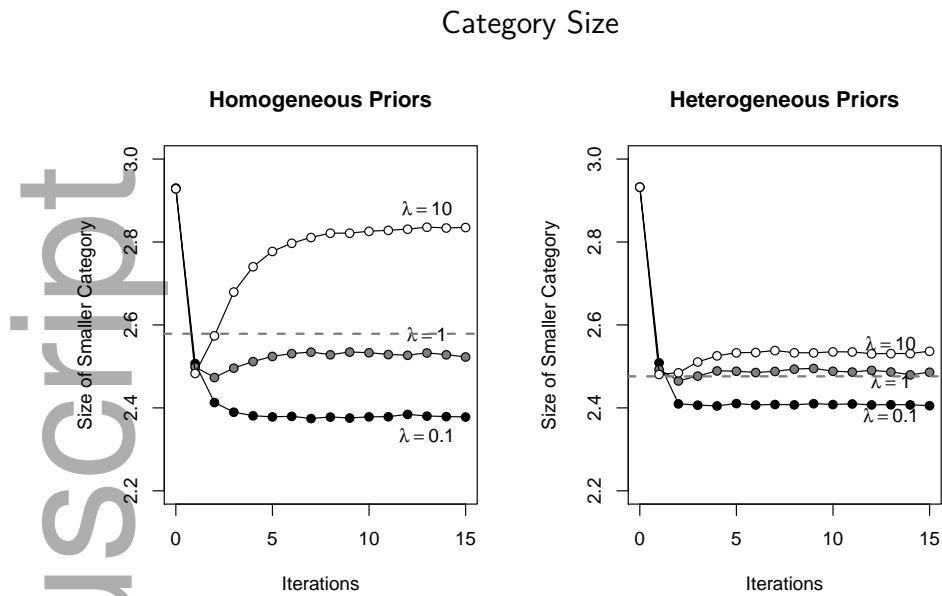 Category Size
Homogeneous Priors
Size of Smaller Category
3.0
2.8
2.6
2.4
2.2
λ = 10
λ = 1
λ = 0.1
0 5 10 15
Iterations
Heterogeneous Priors
Size of Smaller Category
3.0
2.8
2.6
2.4
2.2
λ = 10
λ = 1
λ = 0.1
0 5 10 15
Iterations
uscript